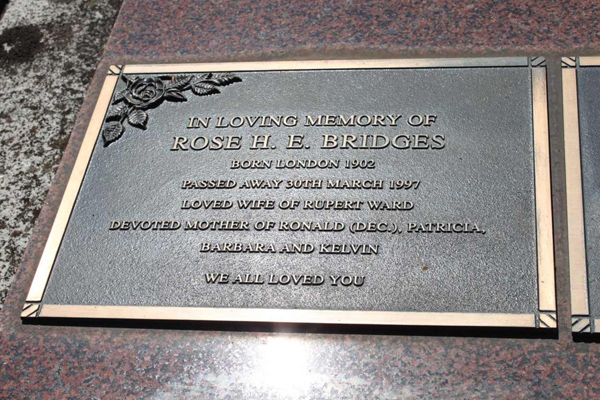 IN LOVING MEMORY OF
ROSE H. E. BRIDGES
BORN LONDON 1902
PASSED AWAY 30TH MARCH 1997
LOVED WIFE OF RUPERT WARD
DEVOTED MOTHER OF RONALD (DEC.), PATRICIA,
BARBARA AND KELVIN
WE ALL LOVED YOU